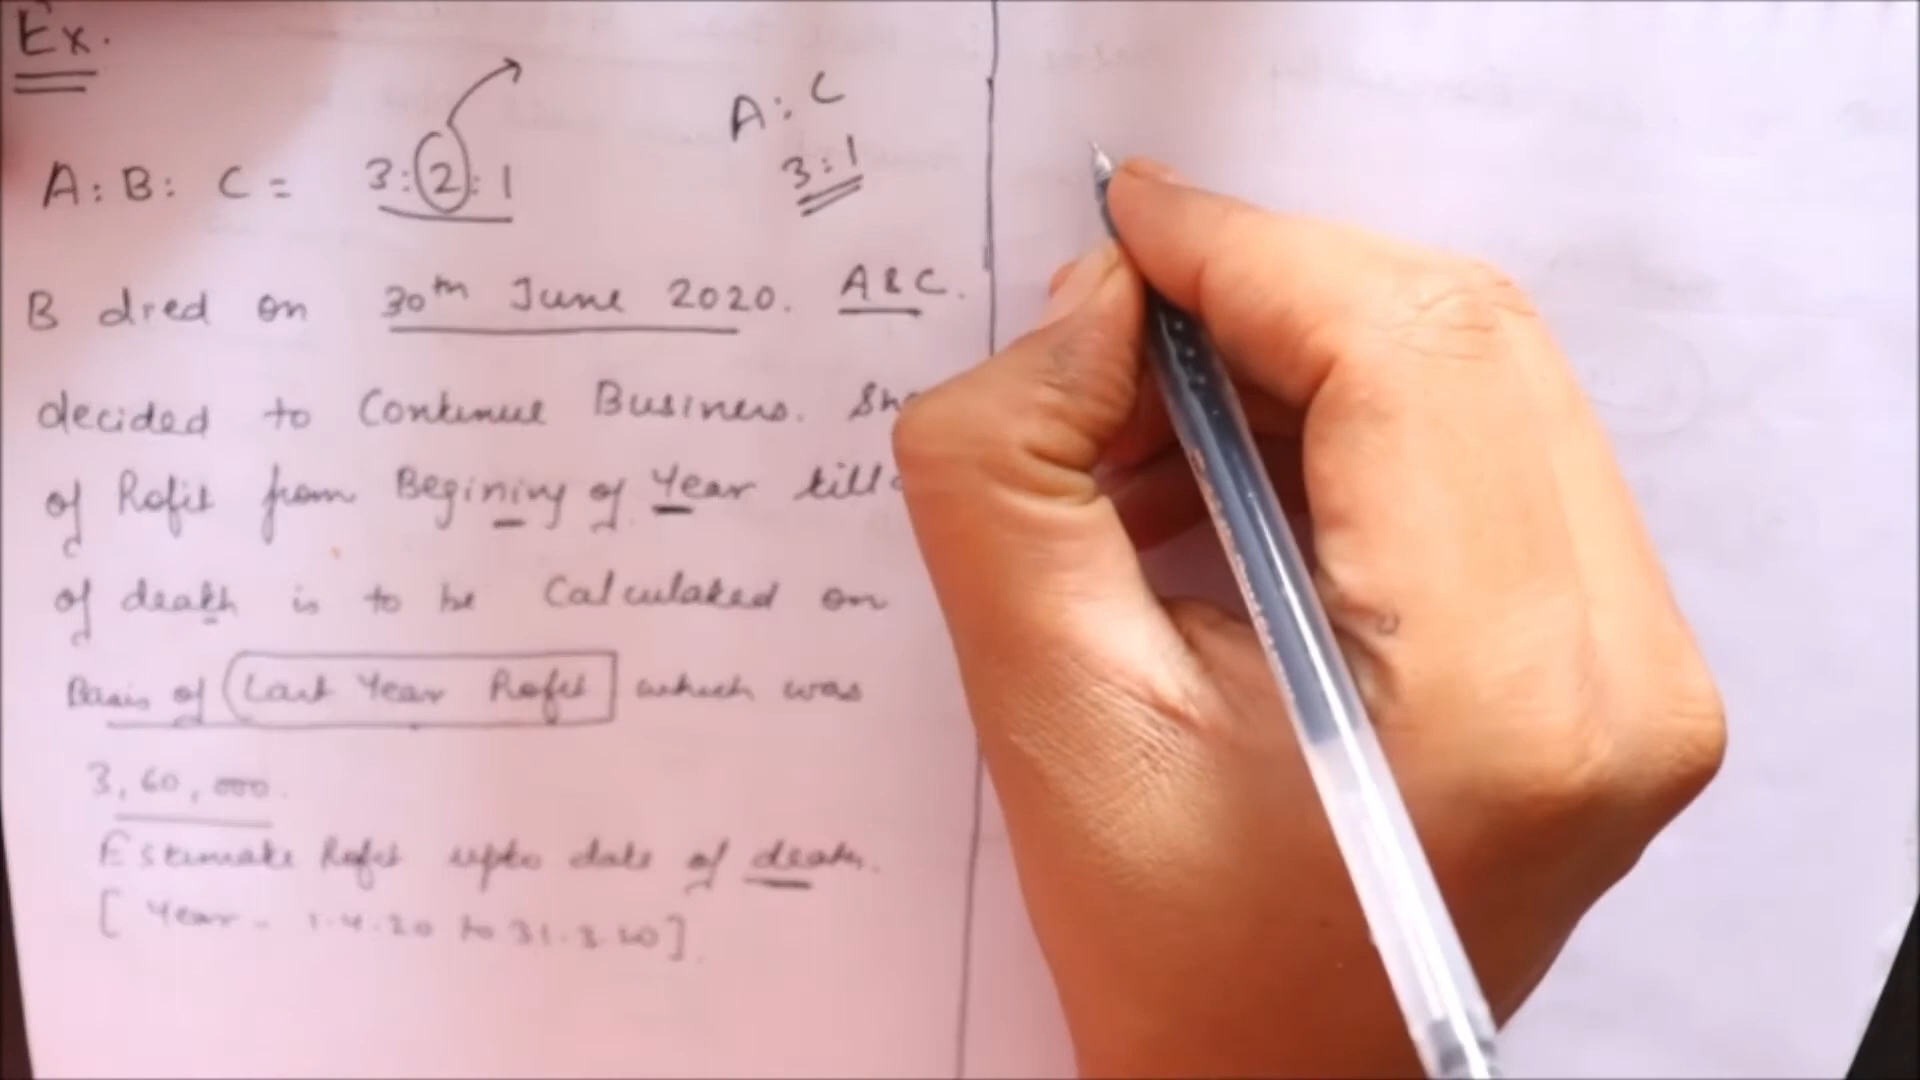 Ex.
A : C
3 : 1
A : B : C = 3 : 2 : 1
B died on 30th June 2020. A & C.
decided to Continue Business.
of Profit from Begining of Year till
of death is to be Calculated on
Basis of Last Year Profit which was
3,60,000.
Estimate Profit upto date of death.
[ Year - 1.4.20 to 31.3.20].